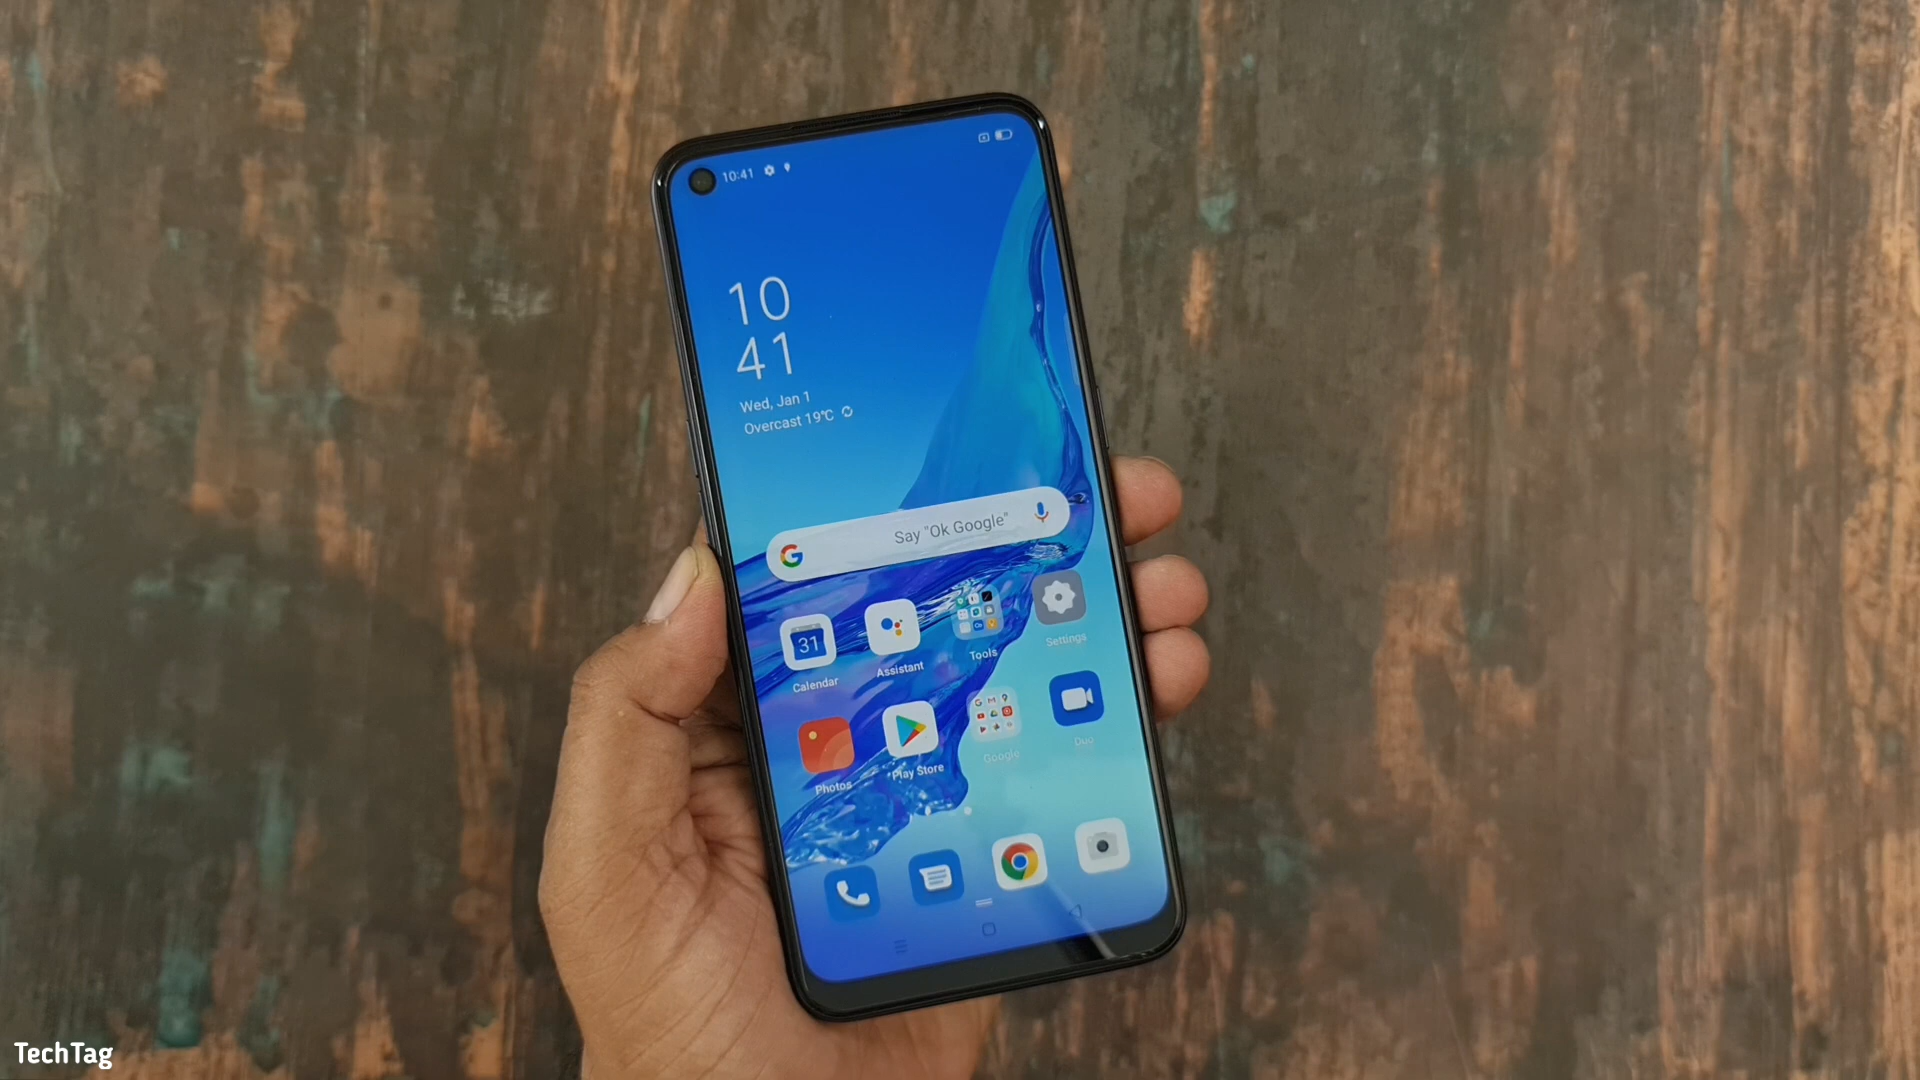 10:41
10
41
Wed, Jan 1
Overcast 19℃
Say "Ok Google"
31
Calendar
Assistant
Tools
Settings
Photos
Play Store
Google
Duo
TechTag